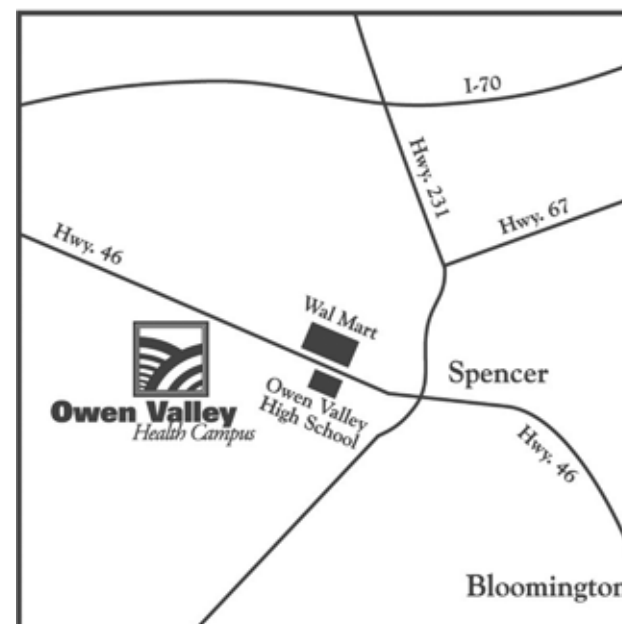 I-70
Hwy. 231
Hwy. 67
Hwy. 46
Wal Mart
Spencer
Owen Valley
High School
Owen Valley
Health Campus
Hwy. 46
Bloomington